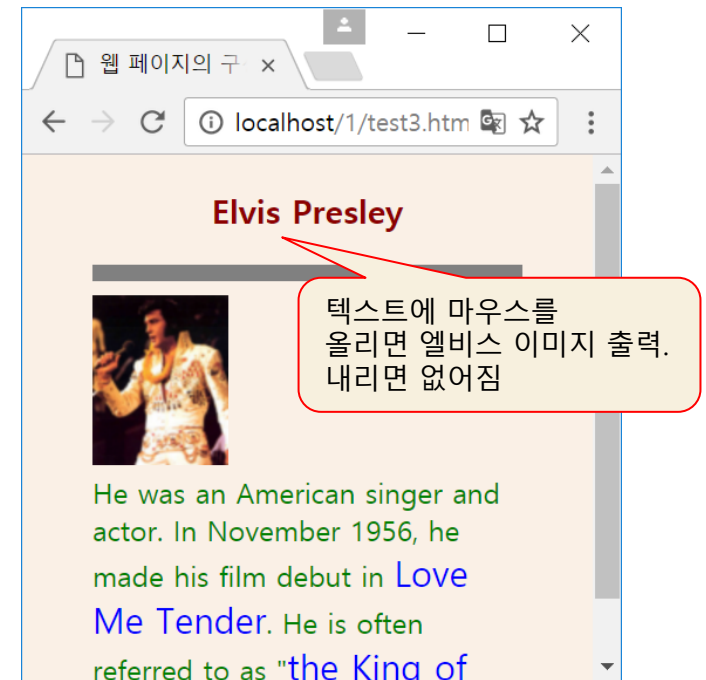 웹 페이지의 구
localhost/1/test3.htm
Elvis Presley
텍스트에 마우스를
올리면 엘비스 이미지 출력.
내리면 없어짐
He was an American singer and
actor. In November 1956, he
made his film debut in Love
Me Tender. He is often
referred to as "the King of